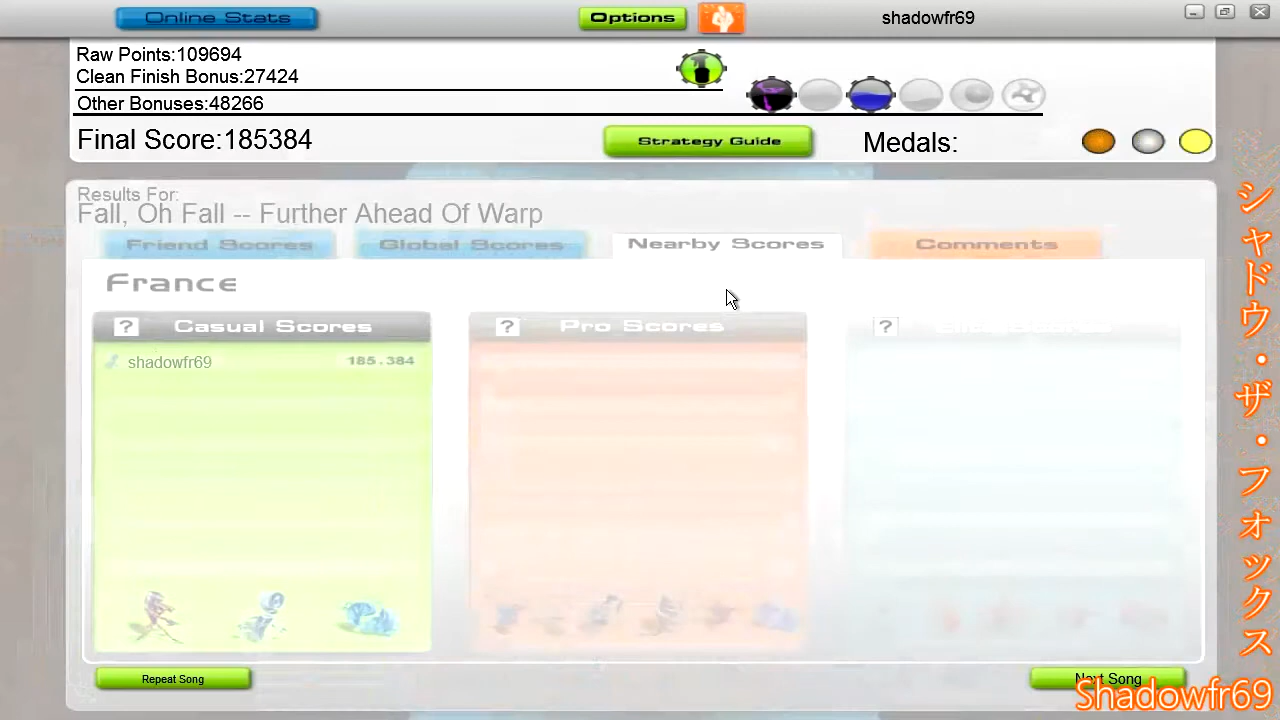 Online Stats
Options
shadowfr69
Raw Points:109694
Clean Finish Bonus:27424
Other Bonuses:48266
Final Score:185384
Strategy Guide
Medals:
Results For:
Fall, Oh Fall -- Further Ahead Of Warp
Friend Scores
Global Scores
Nearby Scores
Comments
France
? Casual Scores
? Pro Scores
?
shadowfr69 185.384
Repeat Song
Next Song
シャドウ・ザ・フォックス
Shadowfr69